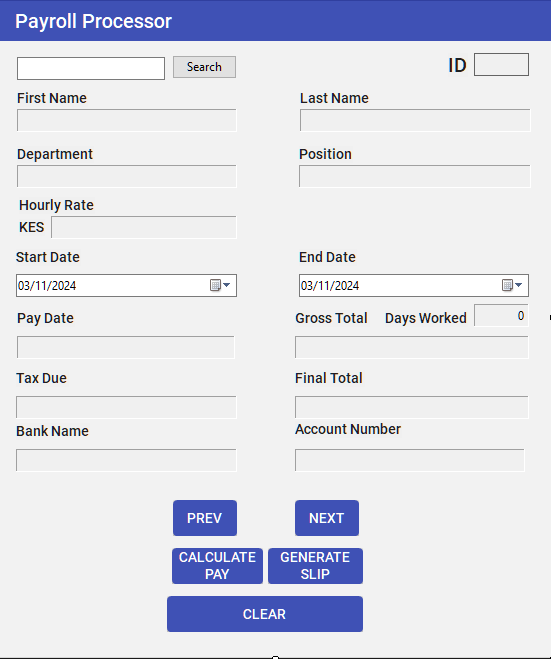 Payroll Processor
Search
ID
First Name
Last Name
Department
Position
Hourly Rate
KES
Start Date
End Date
03/11/2024
03/11/2024
Pay Date
Gross Total
Days Worked
0
Tax Due
Final Total
Bank Name
Account Number
PREV
NEXT
CALCULATE
PAY
GENERATE
SLIP
CLEAR